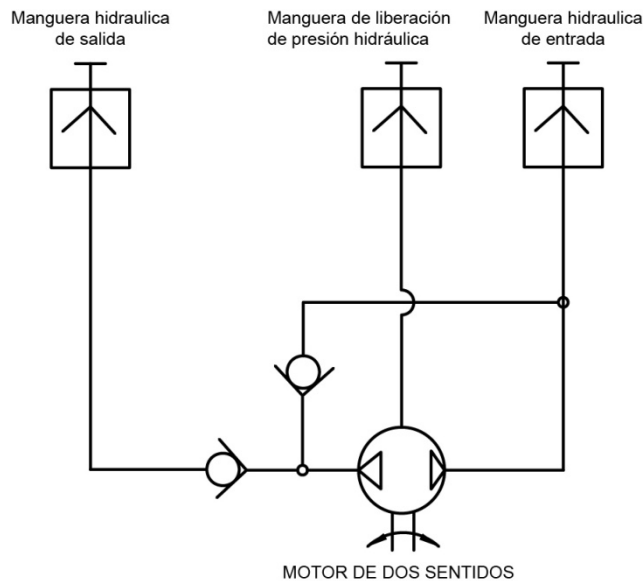 Manguera hidraulica
de salida
Manguera de liberación
de presión hidráulica
Manguera hidraulica
de entrada
MOTOR DE DOS SENTIDOS